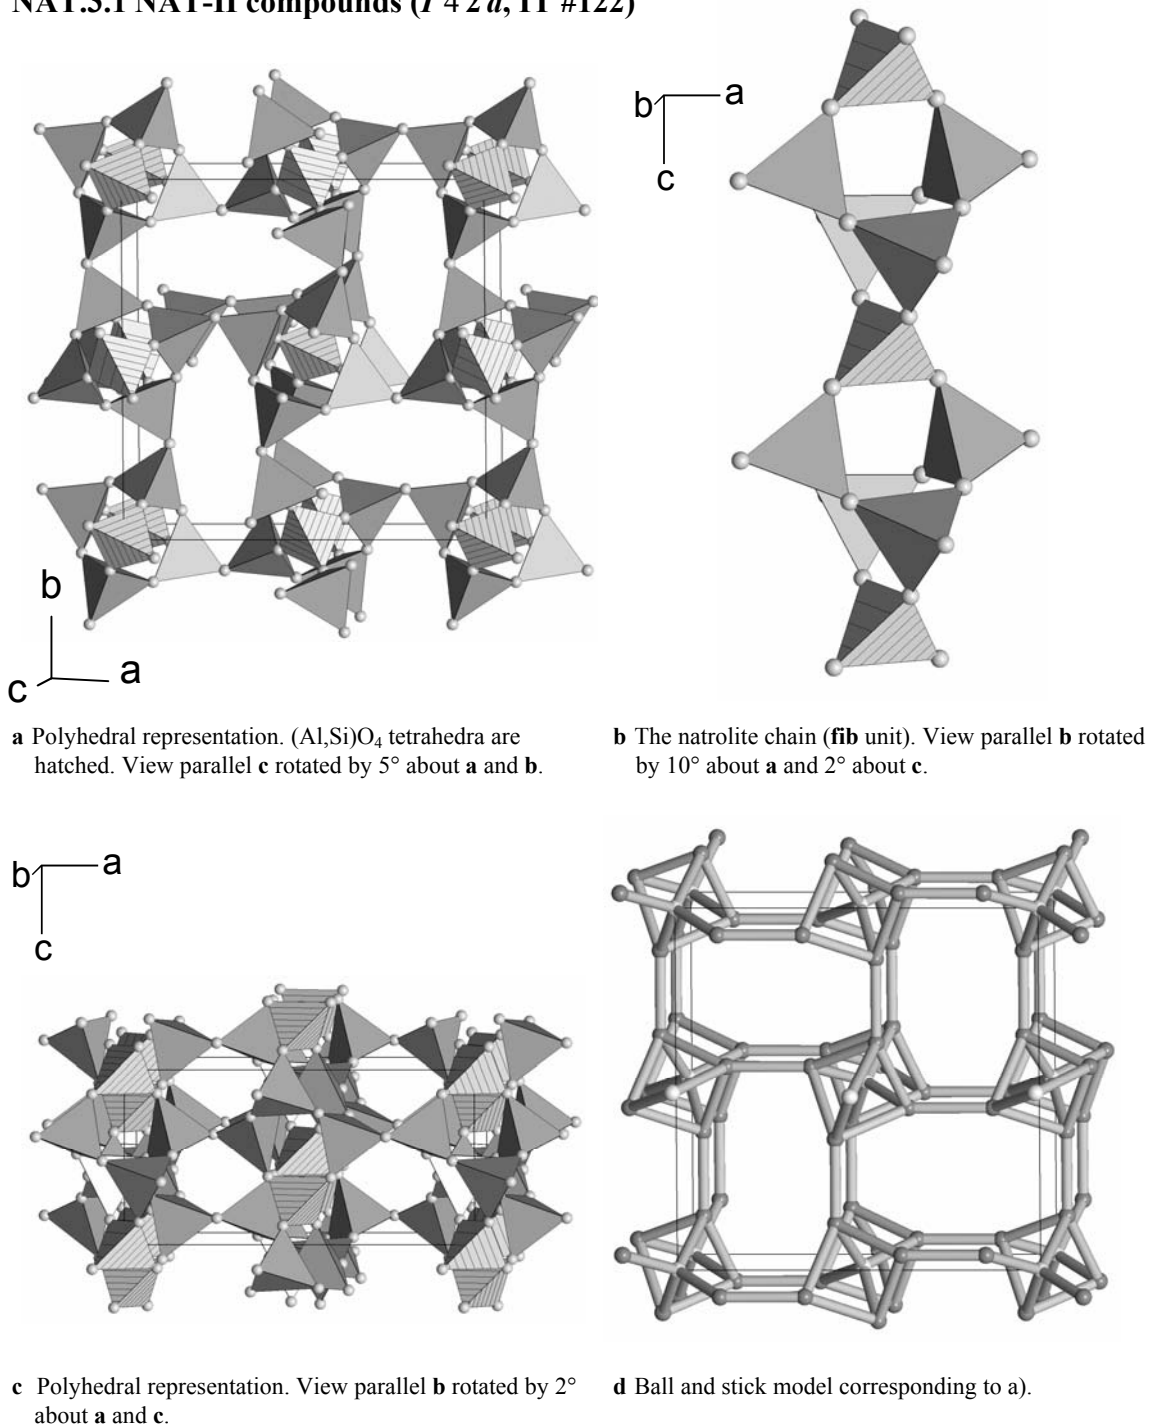 NAT.3.1 NAT-II compounds (I 4 2 d, IT #122)
b
a
c
b
a
c
a Polyhedral representation. (Al,Si)O₄ tetrahedra are
hatched. View parallel c rotated by 5° about a and b.
b The natrolite chain (fib unit). View parallel b rotated
by 10° about a and 2° about c.
b
a
c
c Polyhedral representation. View parallel b rotated by 2°
about a and c.
d Ball and stick model corresponding to a).